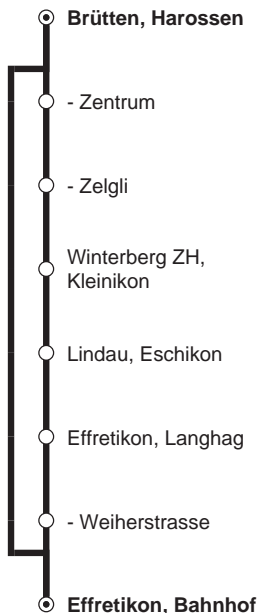 Brütten, Harossen
- Zentrum
- Zelgli
Winterberg ZH,
Kleinikon
Lindau, Eschikon
Effretikon, Langhag
- Weiherstrasse
Effretikon, Bahnhof